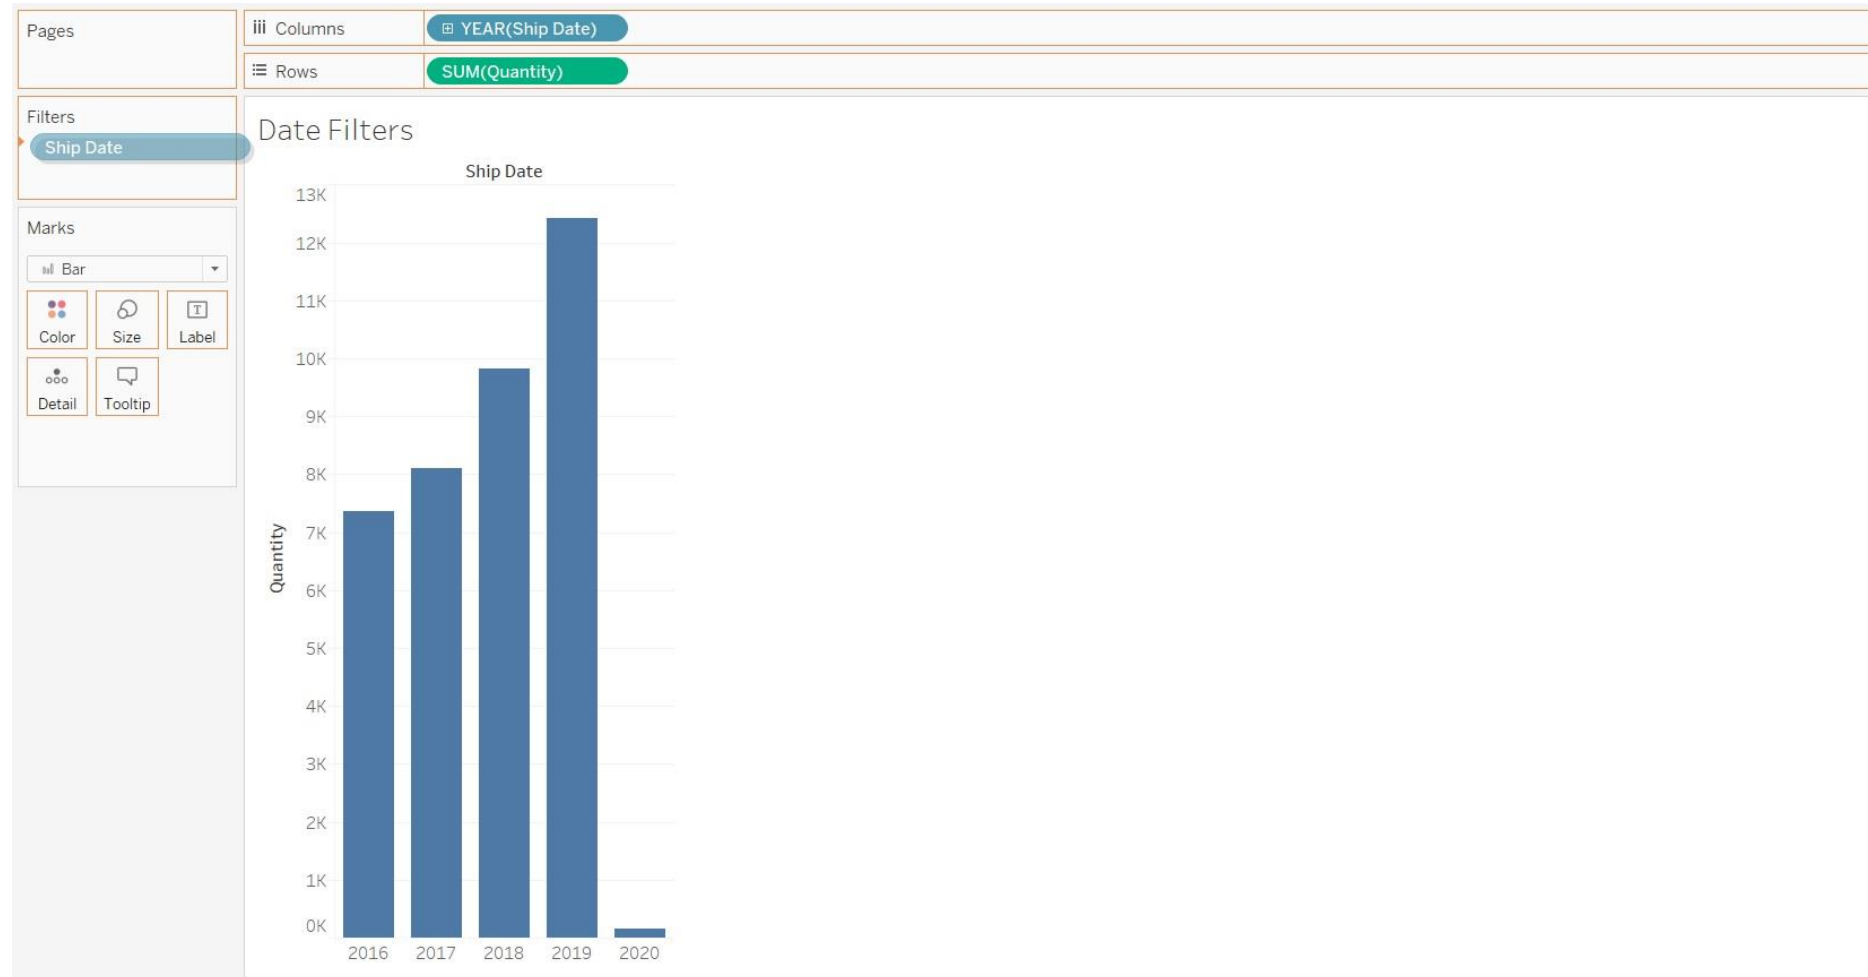 Pages
Columns
YEAR(Ship Date)
Rows
SUM(Quantity)
Filters
Ship Date
Marks
Bar
Color
Size
T
Label
Detail
Tooltip
Date Filters
Ship Date
13K
12K
11K
10K
9K
8K
7K
6K
5K
4K
3K
2K
1K
0K
Quantity
2016 2017 2018 2019 2020